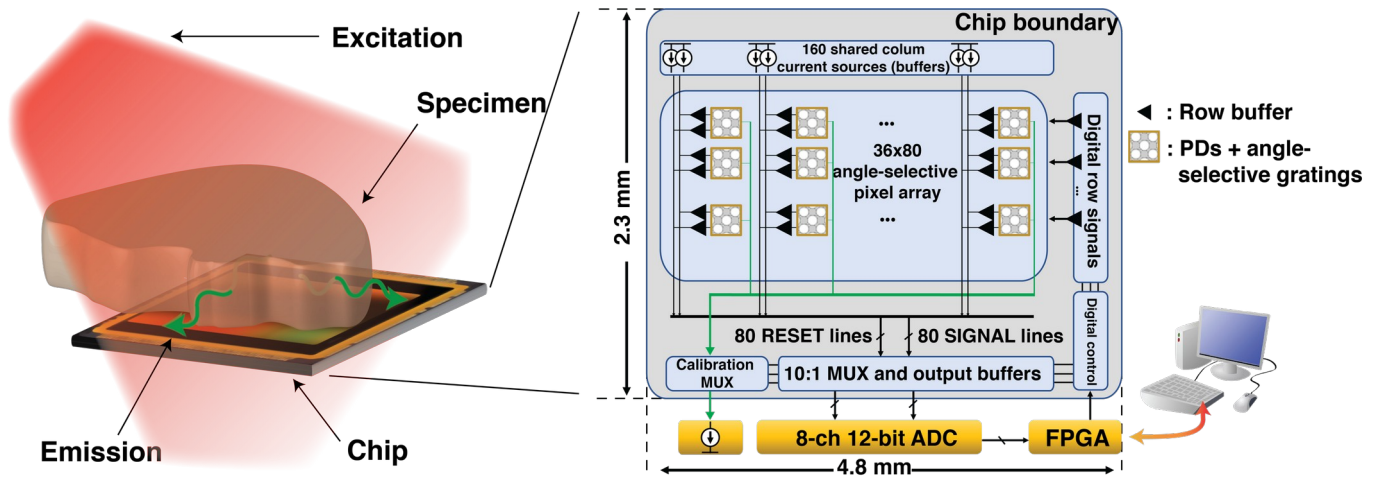 Excitation
Specimen
Emission
Chip
Chip boundary
160 shared colum
current sources (buffers)
...
36x80
angle-selective
pixel array
...
Digital row signals
...
: Row buffer
: PDs + angle-
selective gratings
2.3 mm
80 RESET lines
80 SIGNAL lines
Calibration
MUX
10:1 MUX and output buffers
Digital control
8-ch 12-bit ADC
FPGA
4.8 mm